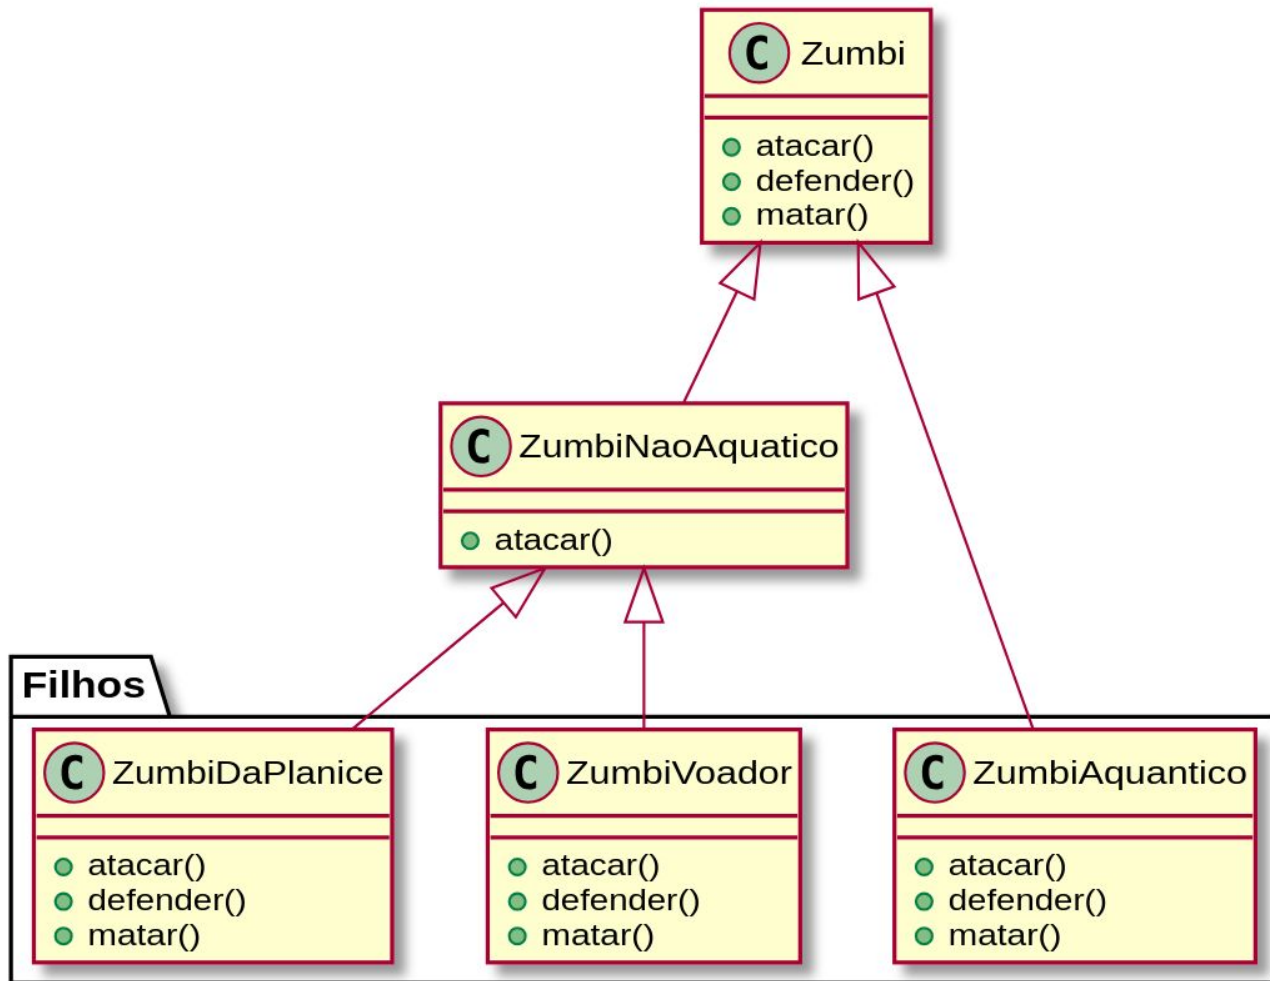 C Zumbi
atacar()
defender()
matar()
C ZumbiNaoAquatico
atacar()
Filhos
C ZumbiDaPlanice
atacar()
defender()
matar()
C ZumbiVoador
atacar()
defender()
matar()
C ZumbiAquantico
atacar()
defender()
matar()